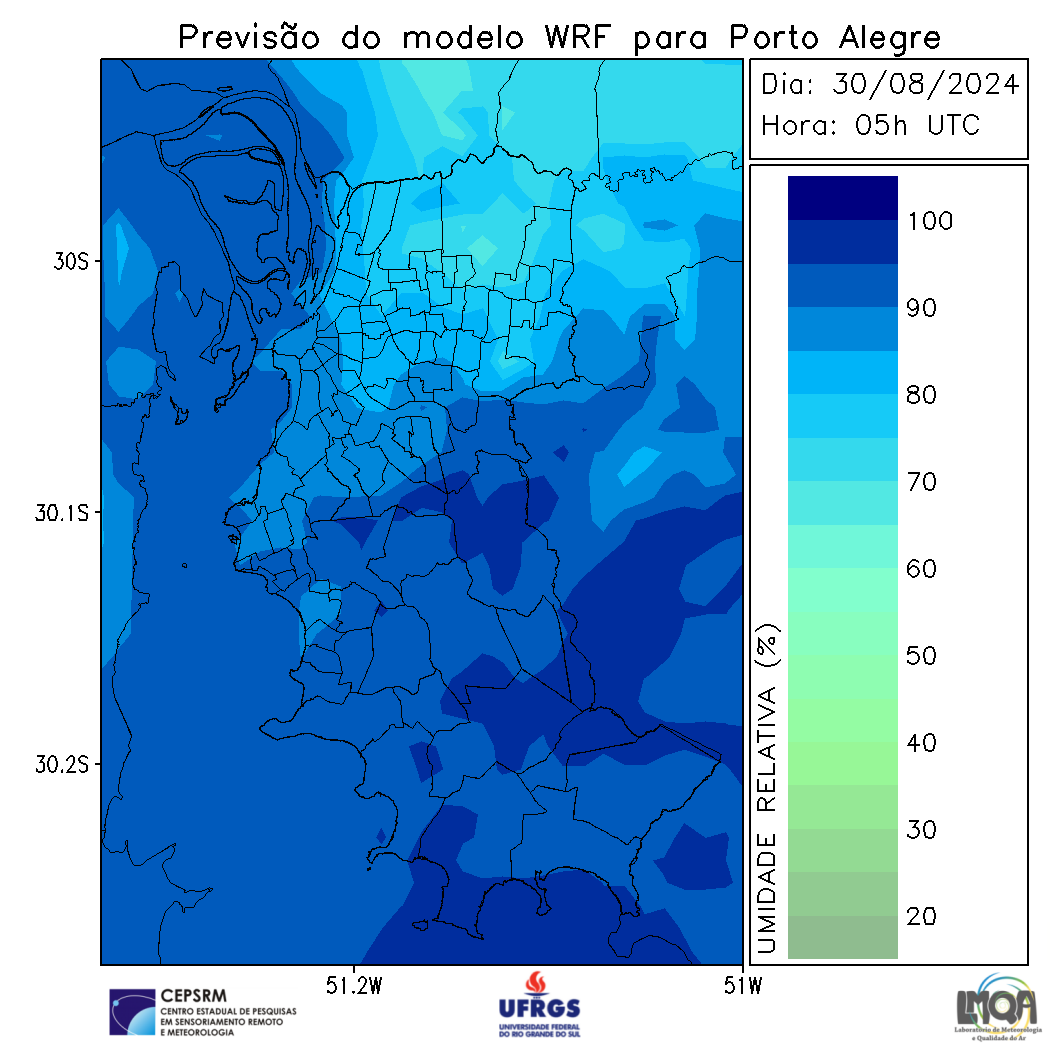 Previsão do modelo WRF para Porto Alegre
Dia: 30/08/2024
Hora: 05h UTC
30S
30.1S
30.2S
51.2W
51W
UMIDADE RELATIVA (%)
100
90
80
70
60
50
40
30
20
CEPSRM
CENTRO ESTADUAL DE PESQUISAS
EM SENSORIAMENTO REMOTO
E METEOROLOGIA
UFRGS
UNIVERSIDADE FEDERAL
DO RIO GRANDE DO SUL
LMQA
Laboratório de Meteorologia
e Qualidade do Ar